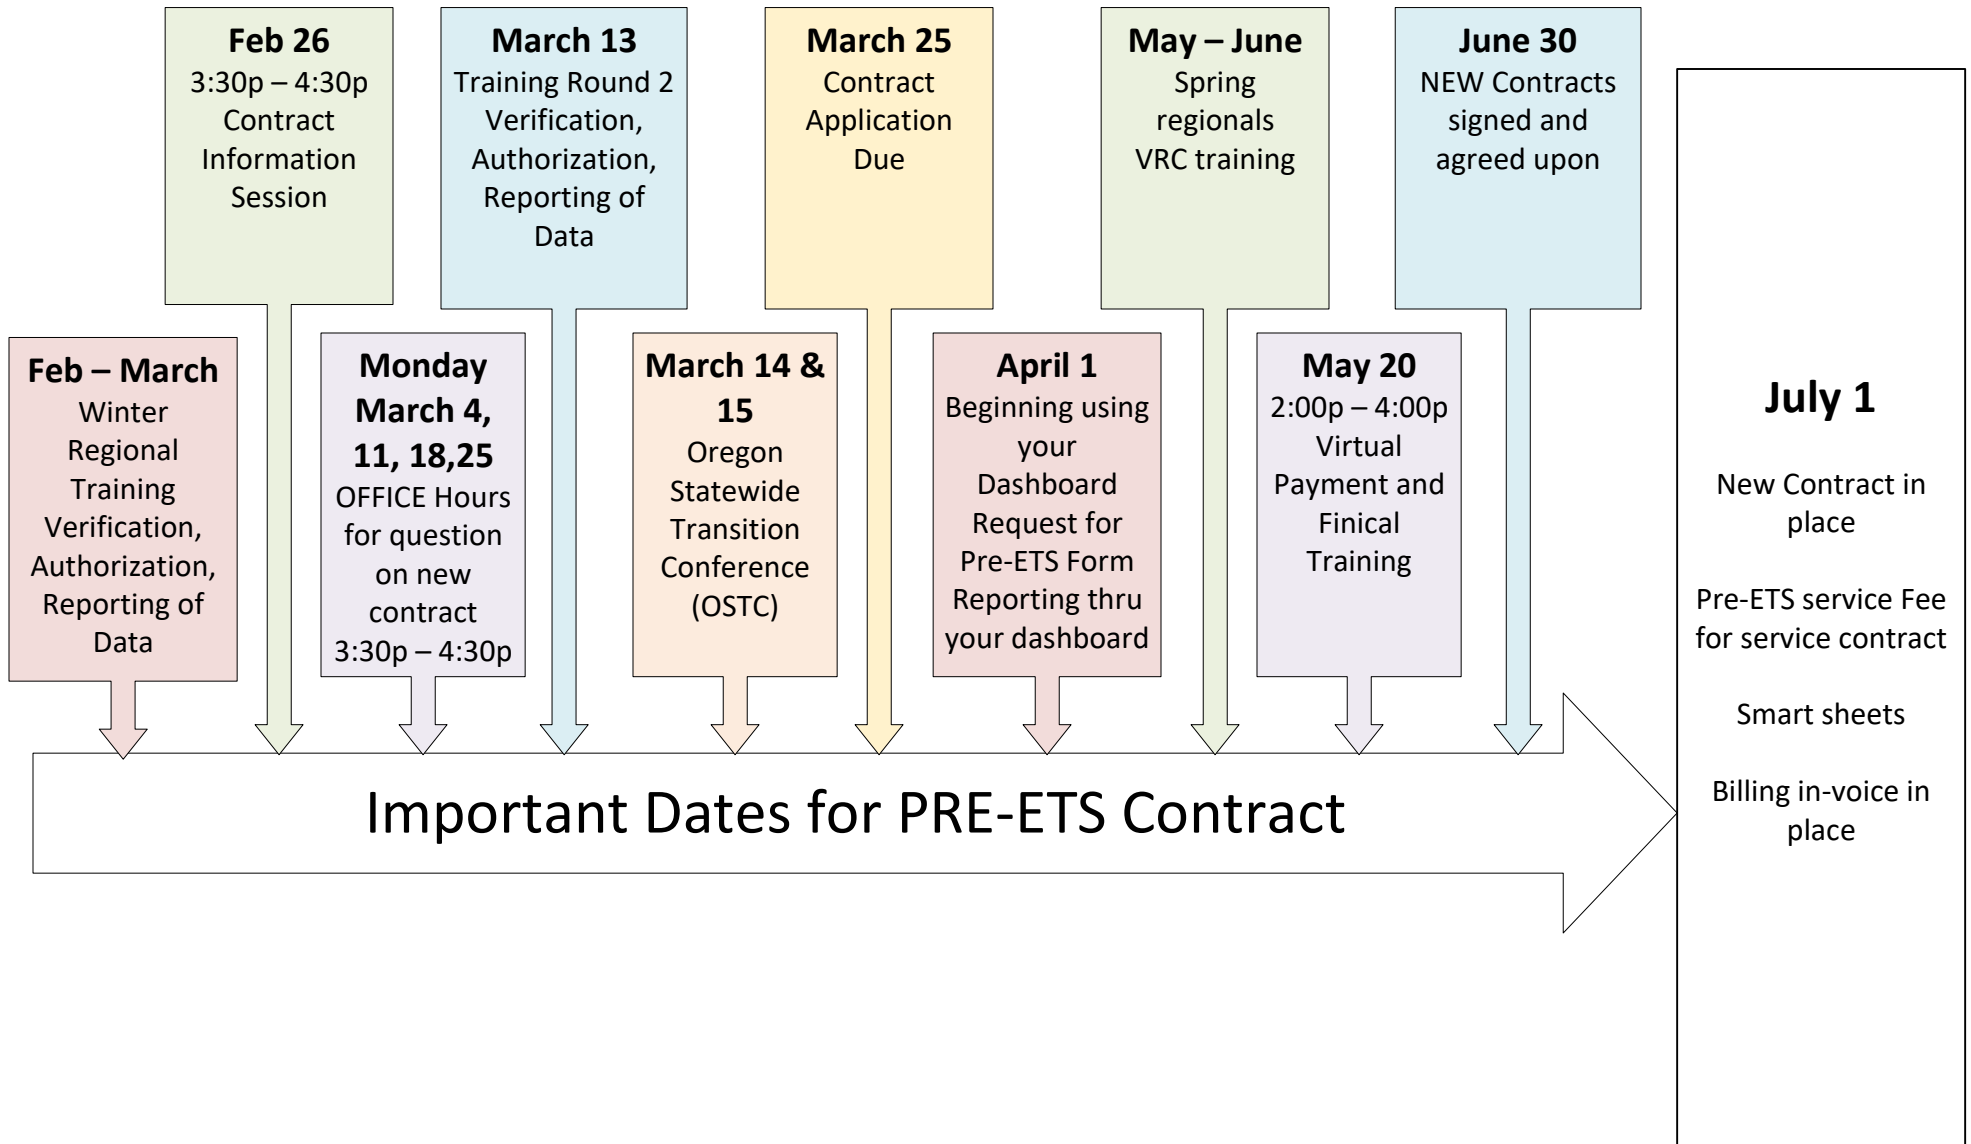 Feb 26
3:30p – 4:30p
Contract
Information
Session
March 13
Training Round 2
Verification,
Authorization,
Reporting of
Data
March 25
Contract
Application
Due
May – June
Spring
regionals
VRC training
June 30
NEW Contracts
signed and
agreed upon
Feb – March
Winter
Regional
Training
Verification,
Authorization,
Reporting of
Data
Monday
March 4,
11, 18,25
OFFICE Hours
for question
on new
contract
3:30p – 4:30p
March 14 &
15
Oregon
Statewide
Transition
Conference
(OSTC)
April 1
Beginning using
your
Dashboard
Request for
Pre-ETS Form
Reporting thru
your dashboard
May 20
2:00p – 4:00p
Virtual
Payment and
Finical
Training
July 1
New Contract in
place
Pre-ETS service Fee
for service contract
Smart sheets
Billing in-voice in
place
Important Dates for PRE-ETS Contract